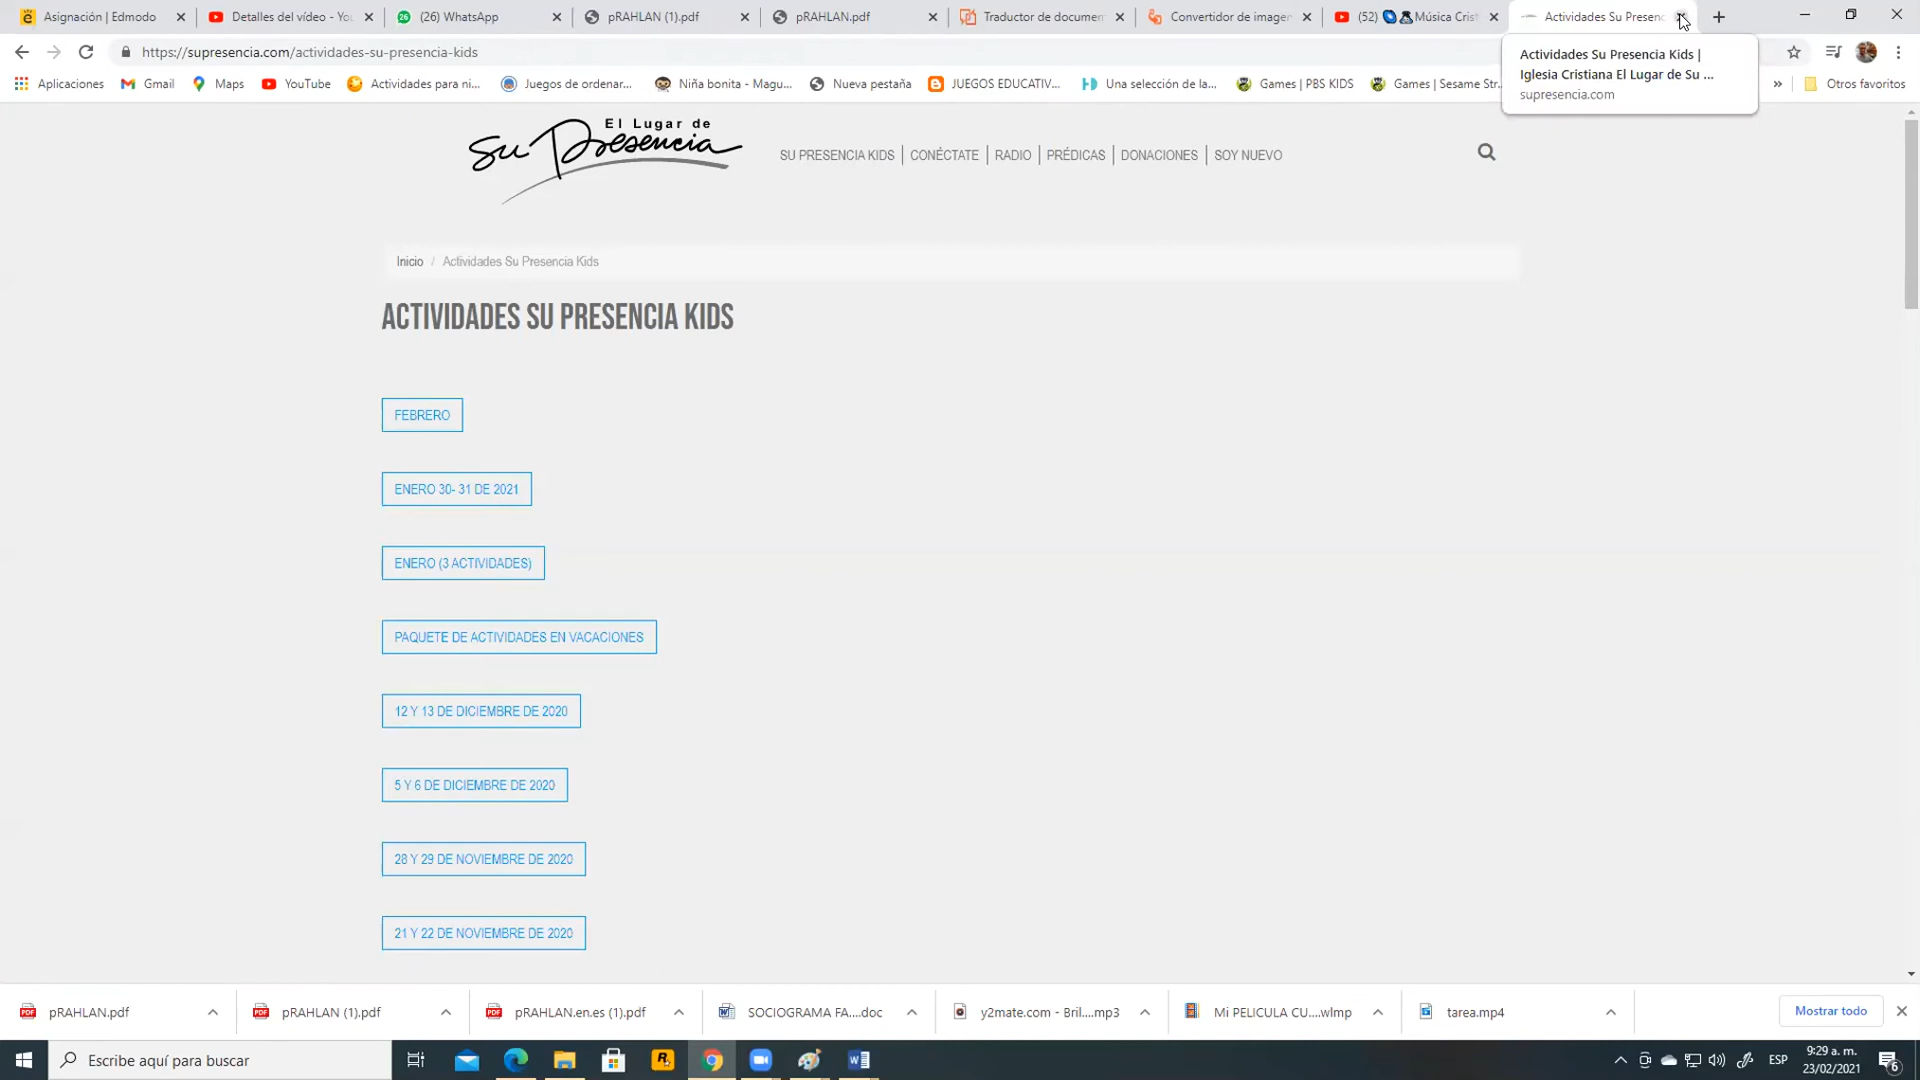 Asignación | Edmodo
Detalles del vídeo - You
(26) WhatsApp
pRAHLAN (1).pdf
pRAHLAN.pdf
Traductor de documen
Convertidor de imagen
(52) Música Crist
Actividades Su Presenc
https://supresencia.com/actividades-su-presencia-kids
Actividades Su Presencia Kids |
Iglesia Cristiana El Lugar de Su ...
supresencia.com
Aplicaciones
Gmail
Maps
YouTube
Actividades para ni...
Juegos de ordenar...
Niña bonita - Magu...
Nueva pestaña
JUEGOS EDUCATIV...
Una selección de la...
Games | PBS KIDS
Games | Sesame Str...
»
Otros favoritos
El Lugar de
Su Presencia
SU PRESENCIA KIDS | CONÉCTATE | RADIO | PRÉDICAS | DONACIONES | SOY NUEVO
Inicio / Actividades Su Presencia Kids
ACTIVIDADES SU PRESENCIA KIDS
FEBRERO
ENERO 30- 31 DE 2021
ENERO (3 ACTIVIDADES)
PAQUETE DE ACTIVIDADES EN VACACIONES
12 Y 13 DE DICIEMBRE DE 2020
5 Y 6 DE DICIEMBRE DE 2020
28 Y 29 DE NOVIEMBRE DE 2020
21 Y 22 DE NOVIEMBRE DE 2020
pRAHLAN.pdf
pRAHLAN (1).pdf
pRAHLAN.en.es (1).pdf
SOCIOGRAMA FA....doc
y2mate.com - Bril....mp3
Mi PELICULA CU....wlmp
tarea.mp4
Mostrar todo
Escribe aquí para buscar
ESP
9:29 a. m.
23/02/2021
6